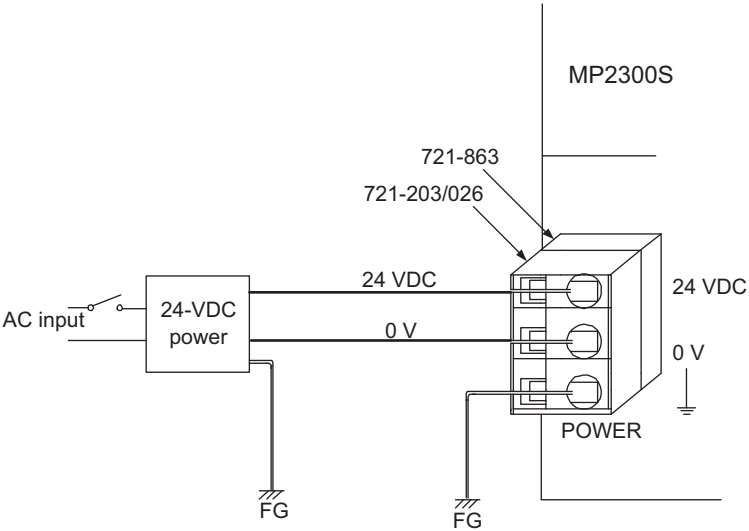 MP2300S
721-863
721-203/026
24 VDC
24 VDC
AC input
24-VDC
power
0 V
0 V
POWER
FG
FG